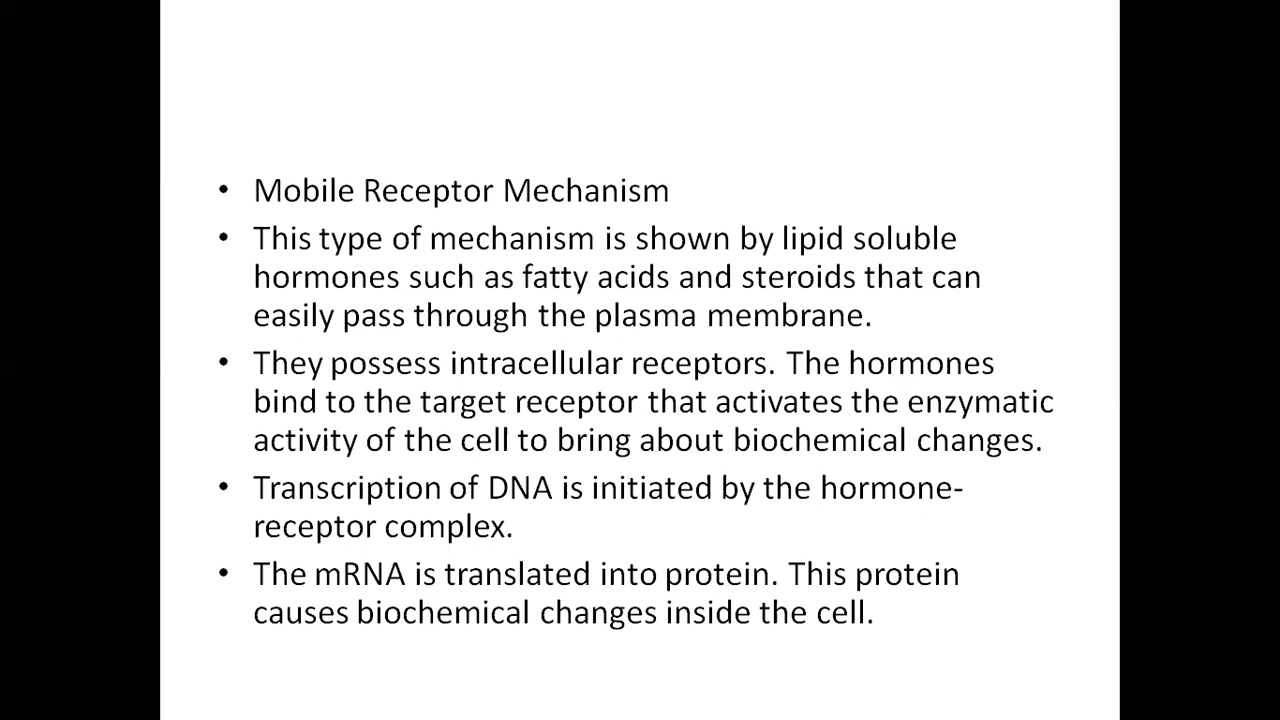 • Mobile Receptor Mechanism
• This type of mechanism is shown by lipid soluble
hormones such as fatty acids and steroids that can
easily pass through the plasma membrane.
• They possess intracellular receptors. The hormones
bind to the target receptor that activates the enzymatic
activity of the cell to bring about biochemical changes.
• Transcription of DNA is initiated by the hormone-
receptor complex.
• The mRNA is translated into protein. This protein
causes biochemical changes inside the cell.